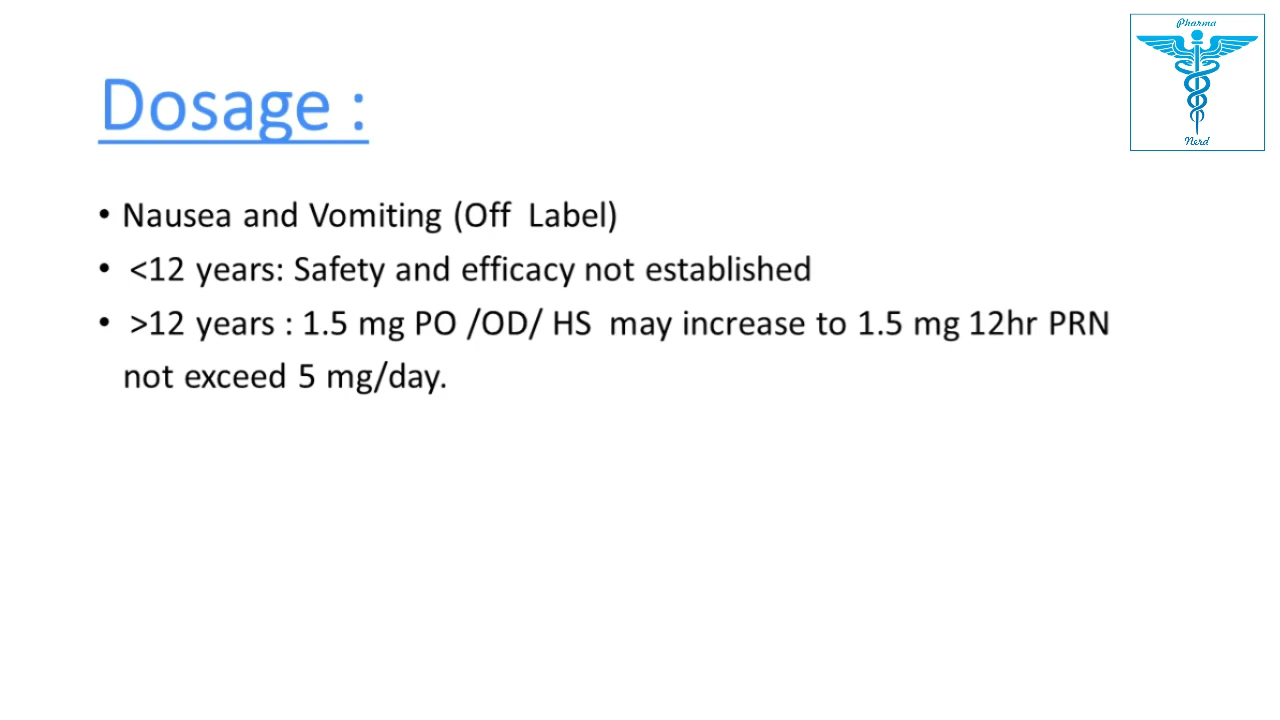 Pharma
Nerd
Dosage :
• Nausea and Vomiting (Off Label)
• <12 years: Safety and efficacy not established
• >12 years : 1.5 mg PO /OD/ HS may increase to 1.5 mg 12hr PRN
not exceed 5 mg/day.